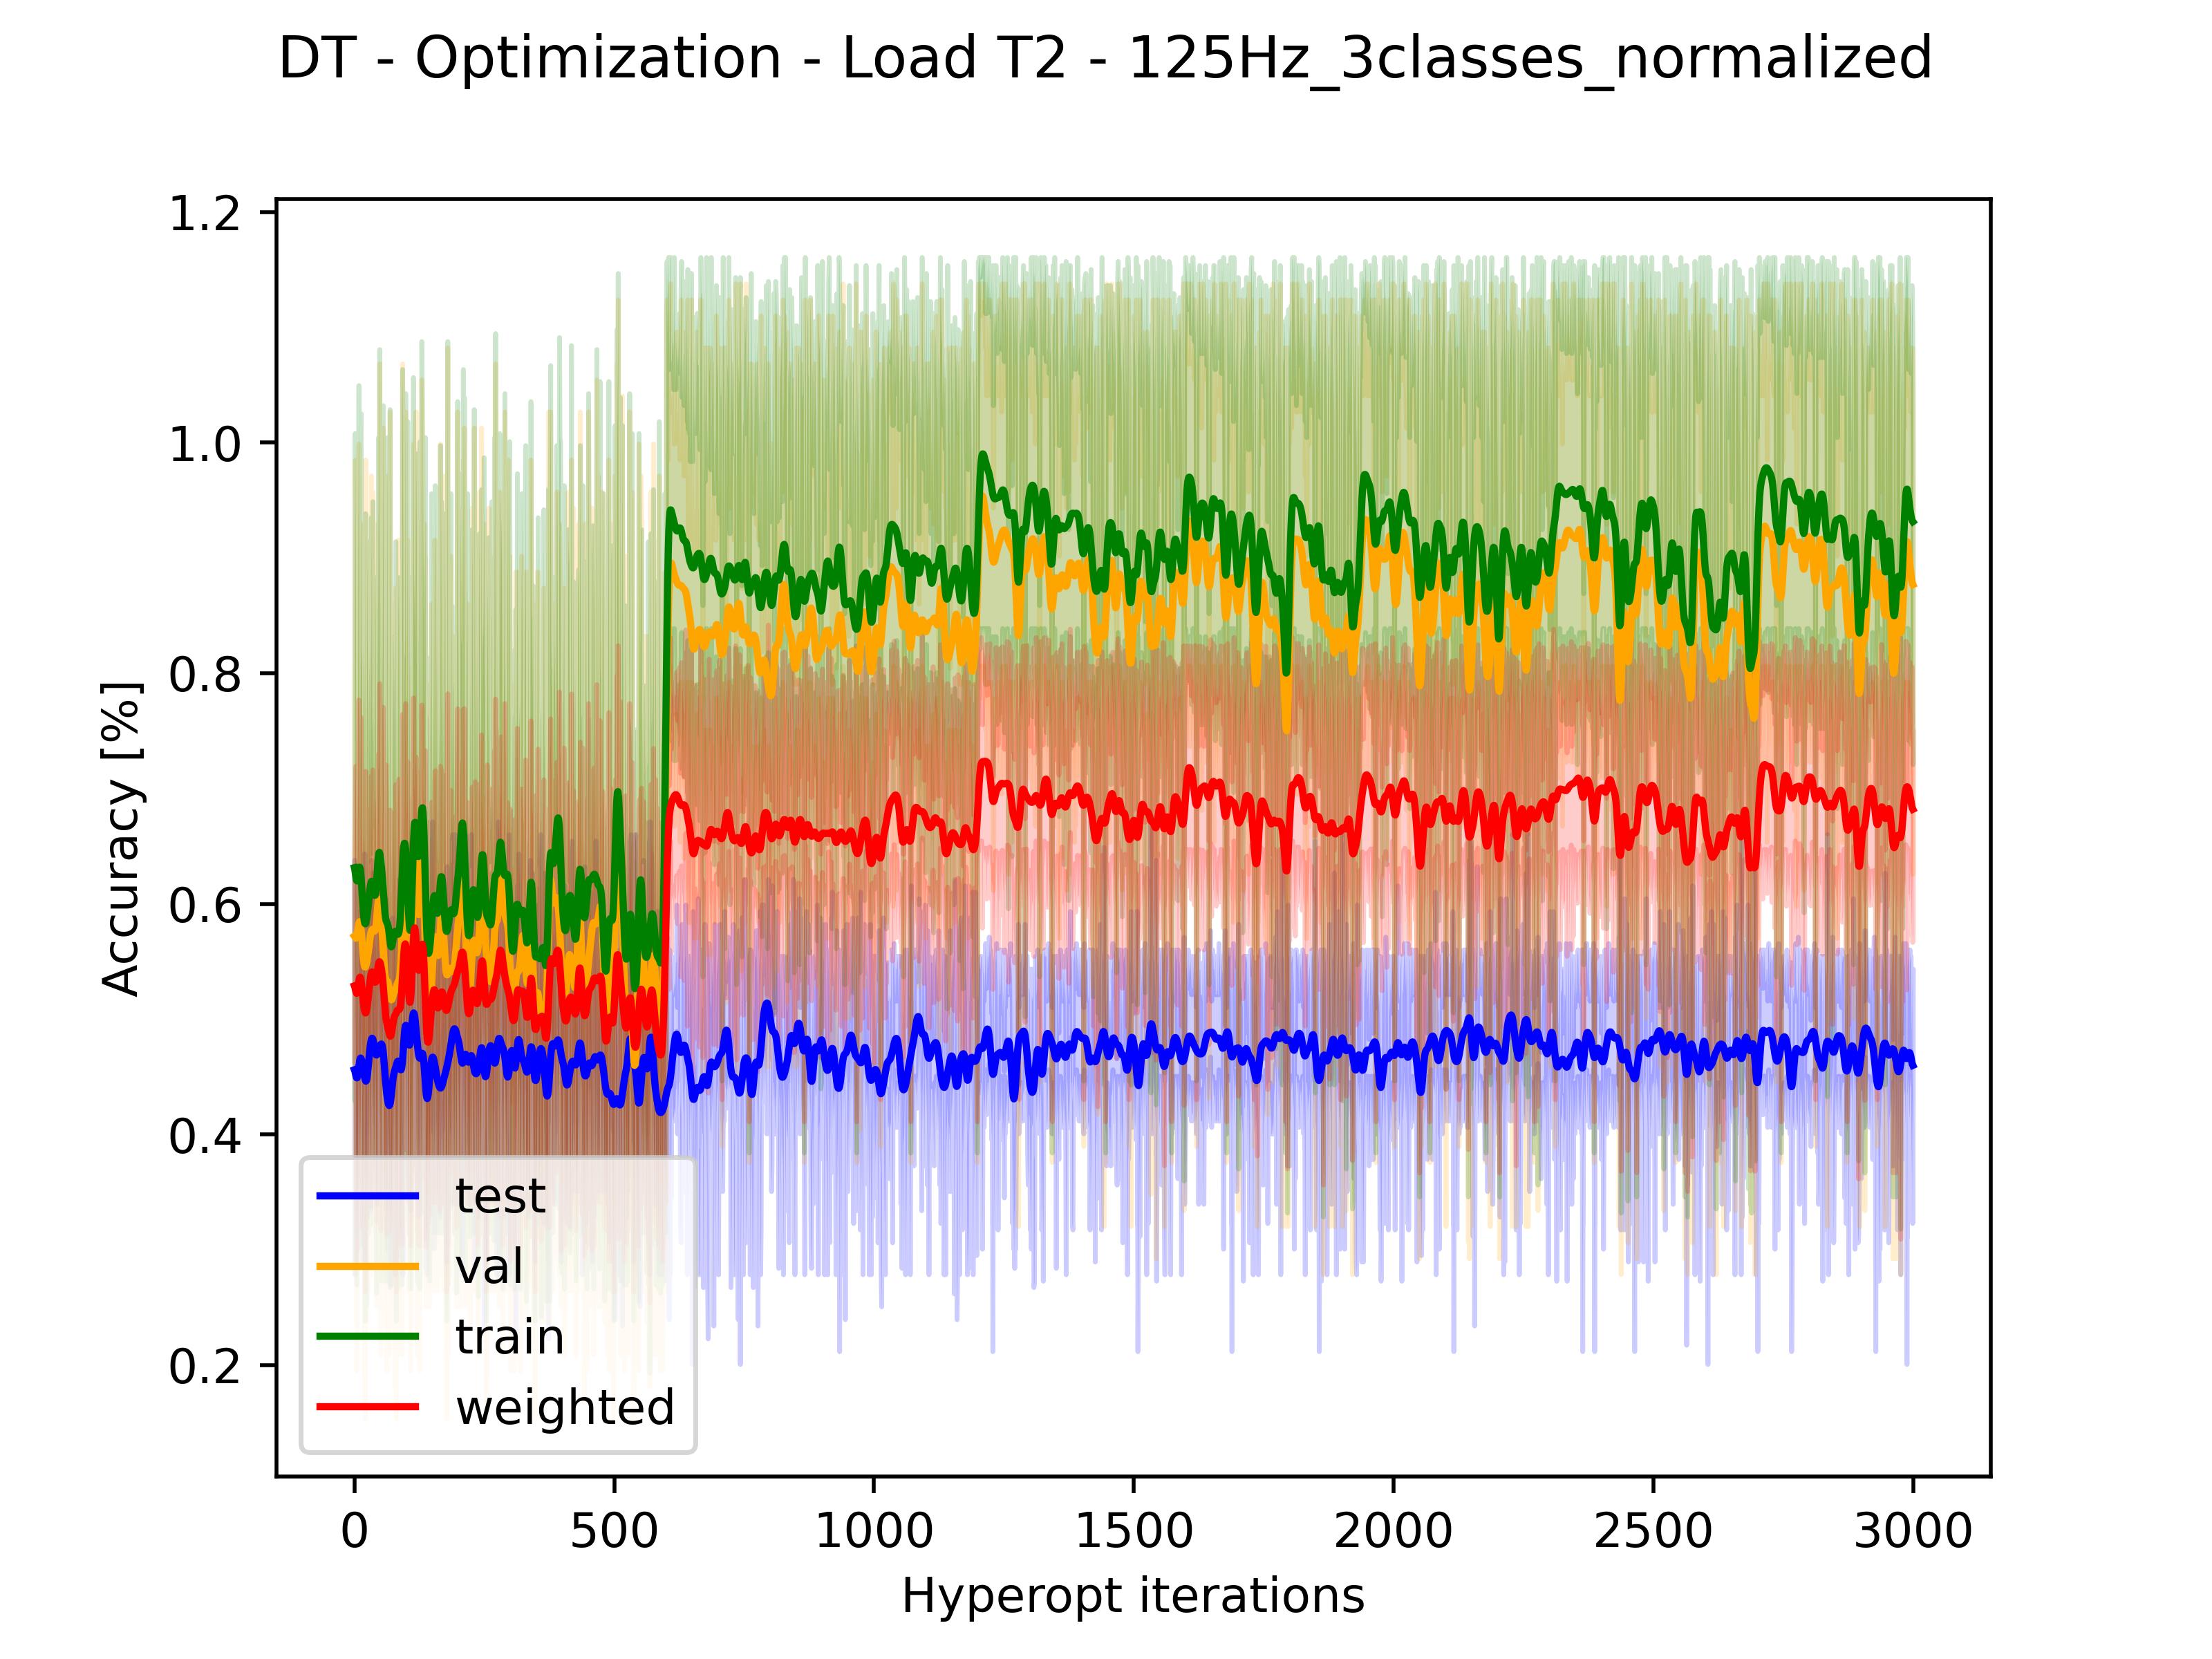 DT - Optimization - Load T2 - 125Hz_3classes_normalized
1.2
1.0
0.8
0.6
0.4
0.2
Accuracy [%]
test
val
train
weighted
0 500 1000 1500 2000 2500 3000
Hyperopt iterations